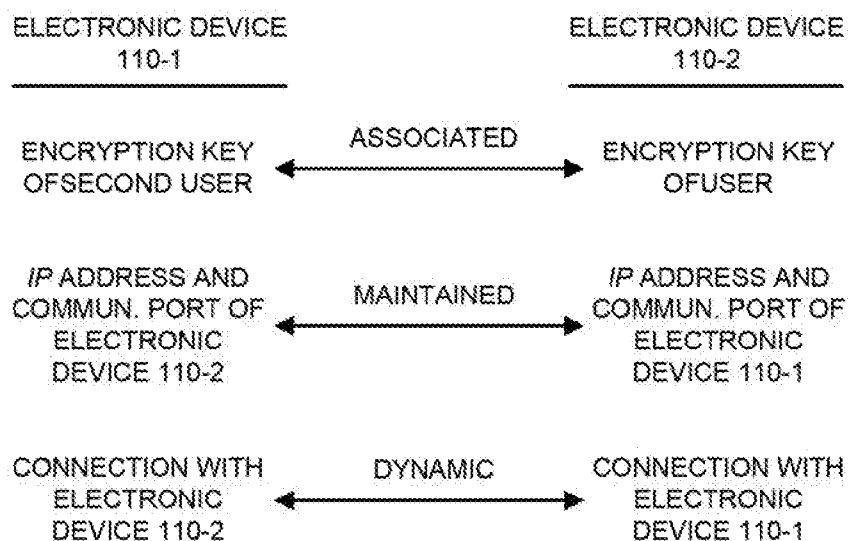 ELECTRONIC DEVICE
110-1
ELECTRONIC DEVICE
110-2
ENCRYPTION KEY
OFSECOND USER
ASSOCIATED
ENCRYPTION KEY
OFUSER
IP ADDRESS AND
COMMUN. PORT OF
ELECTRONIC
DEVICE 110-2
MAINTAINED
IP ADDRESS AND
COMMUN. PORT OF
ELECTRONIC
DEVICE 110-1
CONNECTION WITH
ELECTRONIC
DEVICE 110-2
DYNAMIC
CONNECTION WITH
ELECTRONIC
DEVICE 110-1